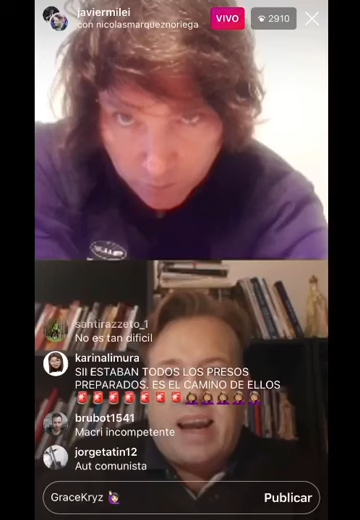 javiermilei
con nicolasmarqueznoriega
VIVO
2910
santirazzeto_1
No es tan dificil
karinalimura
SII ESTABAN TODOS LOS PRESOS
PREPARADOS. ES EL CAMINO DE ELLOS
🚨🚨🚨🚨🚨🚨🚨🤦🏽‍♀️🤦🏽‍♀️🤦🏽‍♀️🤦🏽‍♀️🤦🏽‍♀️
brubot1541
Macri incompetente
jorgetatin12
Aut comunista
GraceKryz 🙋🏻‍♀️
Publicar